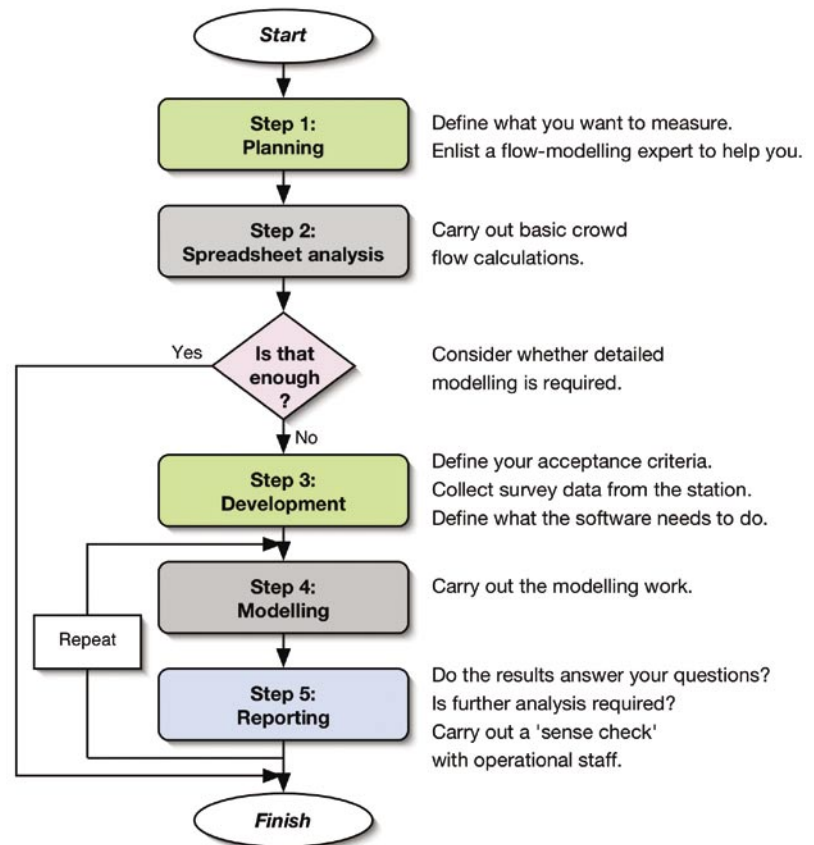 Start
Step 1:
Planning
Define what you want to measure.
Enlist a flow-modelling expert to help you.
Step 2:
Spreadsheet analysis
Carry out basic crowd
flow calculations.
Yes
Is that
enough
?
Consider whether detailed
modelling is required.
No
Step 3:
Development
Define your acceptance criteria.
Collect survey data from the station.
Define what the software needs to do.
Step 4:
Modelling
Carry out the modelling work.
Repeat
Step 5:
Reporting
Do the results answer your questions?
Is further analysis required?
Carry out a 'sense check'
with operational staff.
Finish